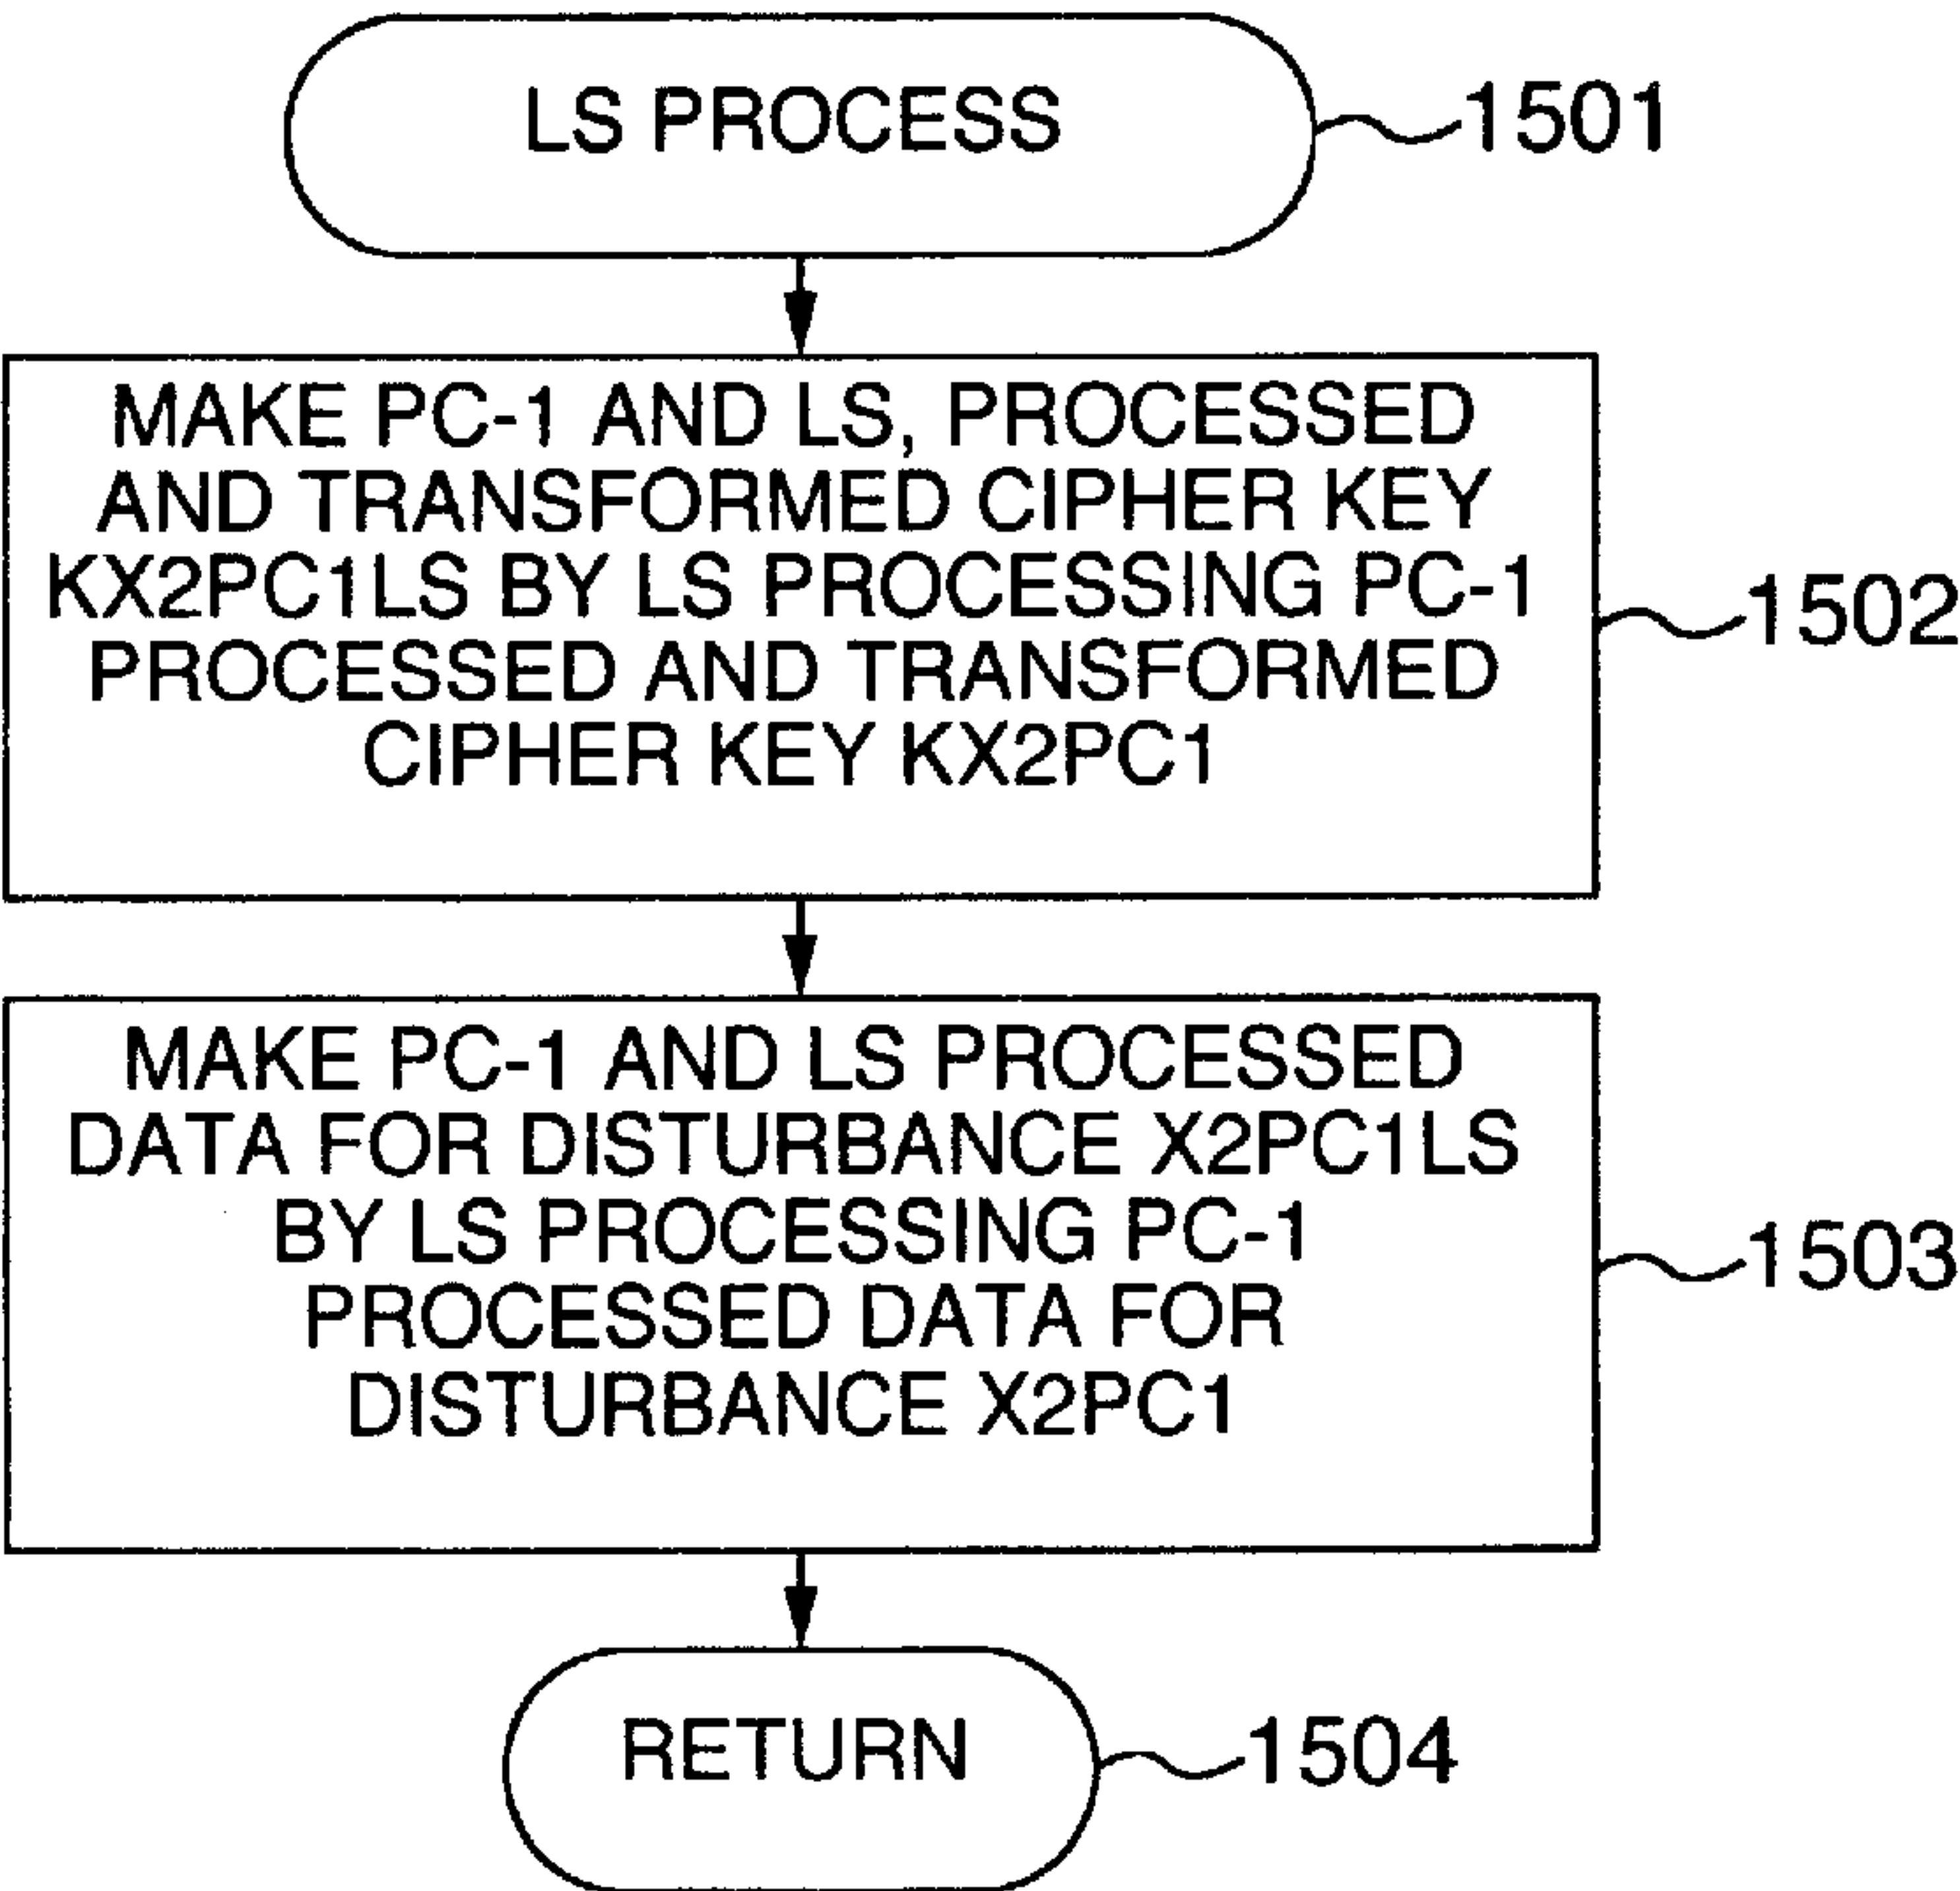 LS PROCESS
1501
MAKE PC-1 AND LS, PROCESSED
AND TRANSFORMED CIPHER KEY
KX2PC1LS BY LS PROCESSING PC-1
PROCESSED AND TRANSFORMED
CIPHER KEY KX2PC1
1502
MAKE PC-1 AND LS PROCESSED
DATA FOR DISTURBANCE X2PC1LS
BY LS PROCESSING PC-1
PROCESSED DATA FOR
DISTURBANCE X2PC1
1503
RETURN
1504